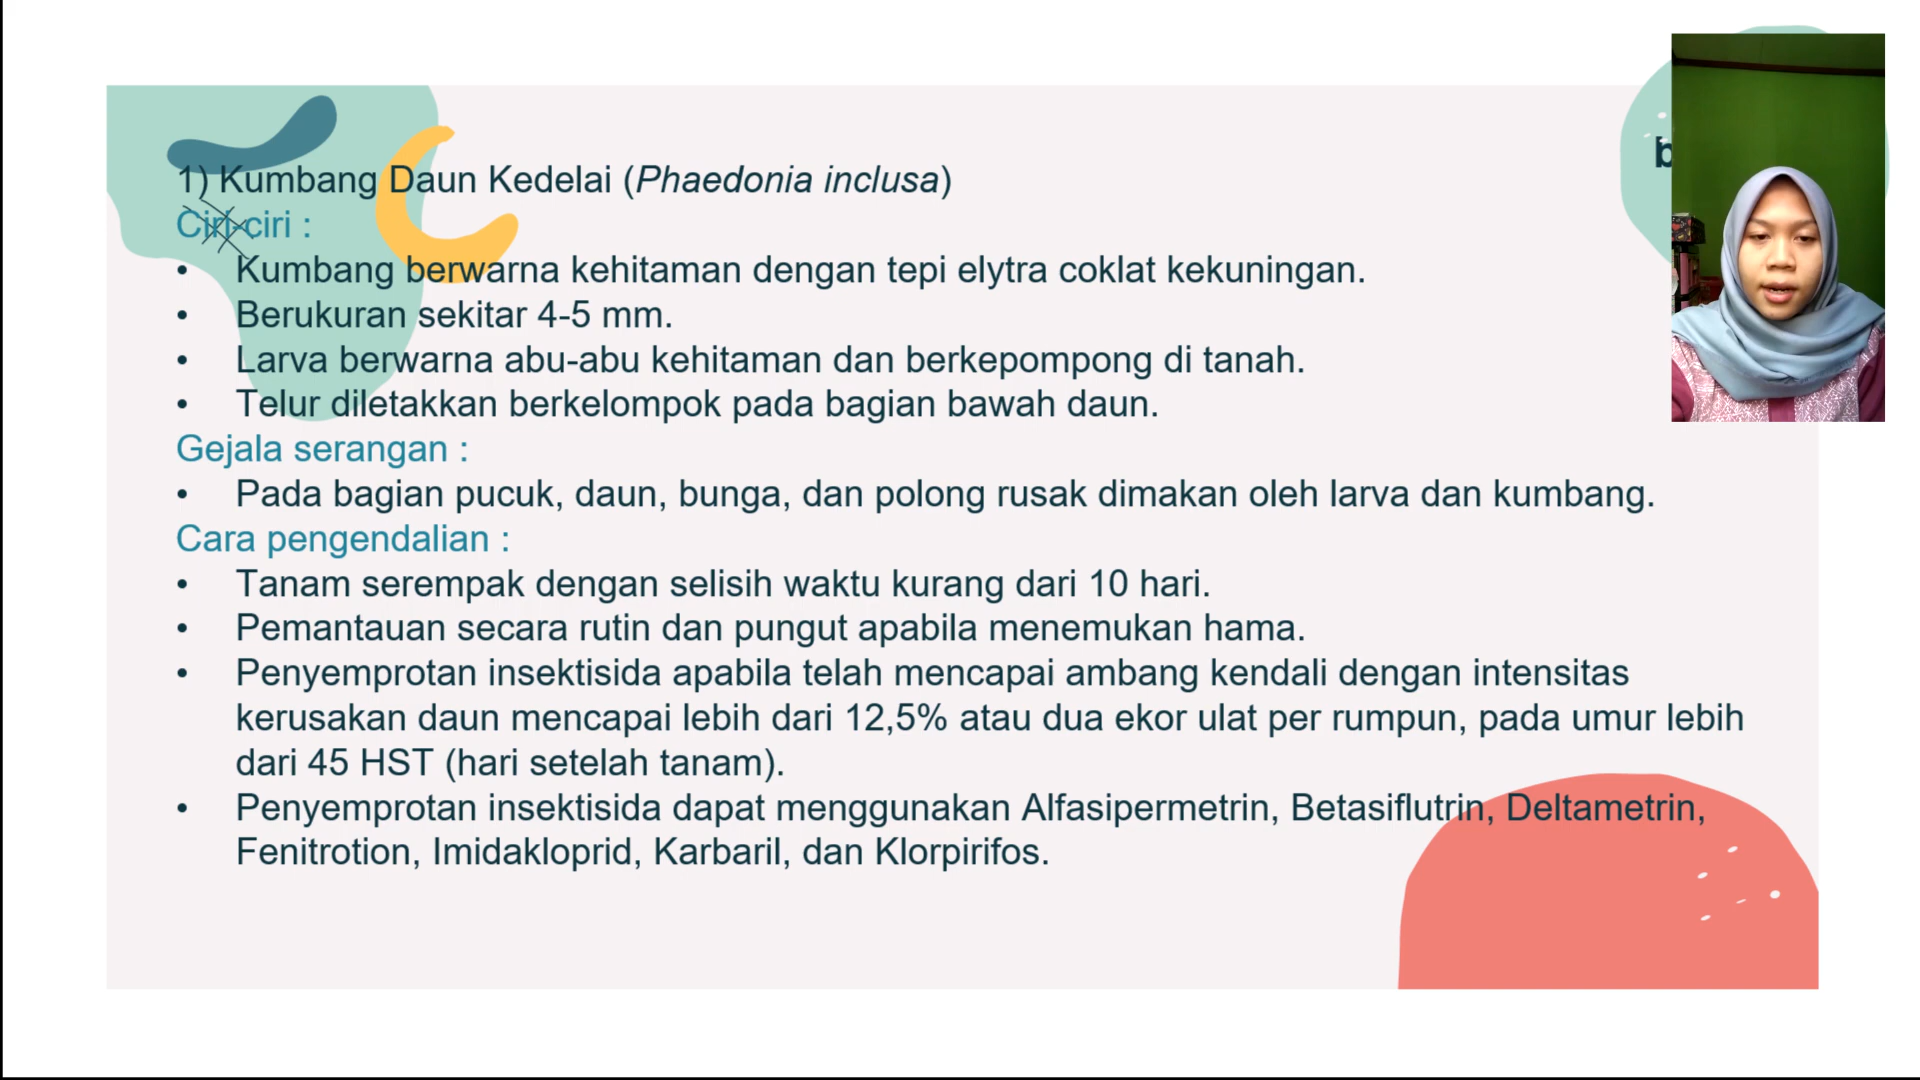 1) Kumbang Daun Kedelai (Phaedonia inclusa)
Ciri-ciri :
• Kumbang berwarna kehitaman dengan tepi elytra coklat kekuningan.
• Berukuran sekitar 4-5 mm.
• Larva berwarna abu-abu kehitaman dan berkepompong di tanah.
• Telur diletakkan berkelompok pada bagian bawah daun.
Gejala serangan :
• Pada bagian pucuk, daun, bunga, dan polong rusak dimakan oleh larva dan kumbang.
Cara pengendalian :
• Tanam serempak dengan selisih waktu kurang dari 10 hari.
• Pemantauan secara rutin dan pungut apabila menemukan hama.
• Penyemprotan insektisida apabila telah mencapai ambang kendali dengan intensitas
kerusakan daun mencapai lebih dari 12,5% atau dua ekor ulat per rumpun, pada umur lebih
dari 45 HST (hari setelah tanam).
• Penyemprotan insektisida dapat menggunakan Alfasipermetrin, Betasiflutrin, Deltametrin,
Fenitrotion, Imidakloprid, Karbaril, dan Klorpirifos.